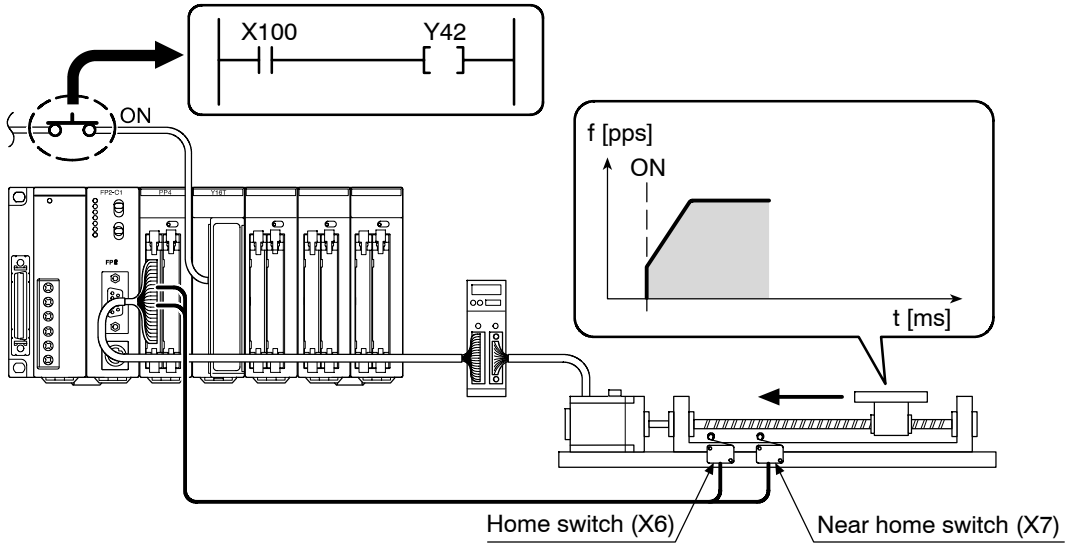 X100 Y42
ON
f [pps]
ON
t [ms]
FP2-C1 PP4 Y16T
FP2
Home switch (X6) Near home switch (X7)